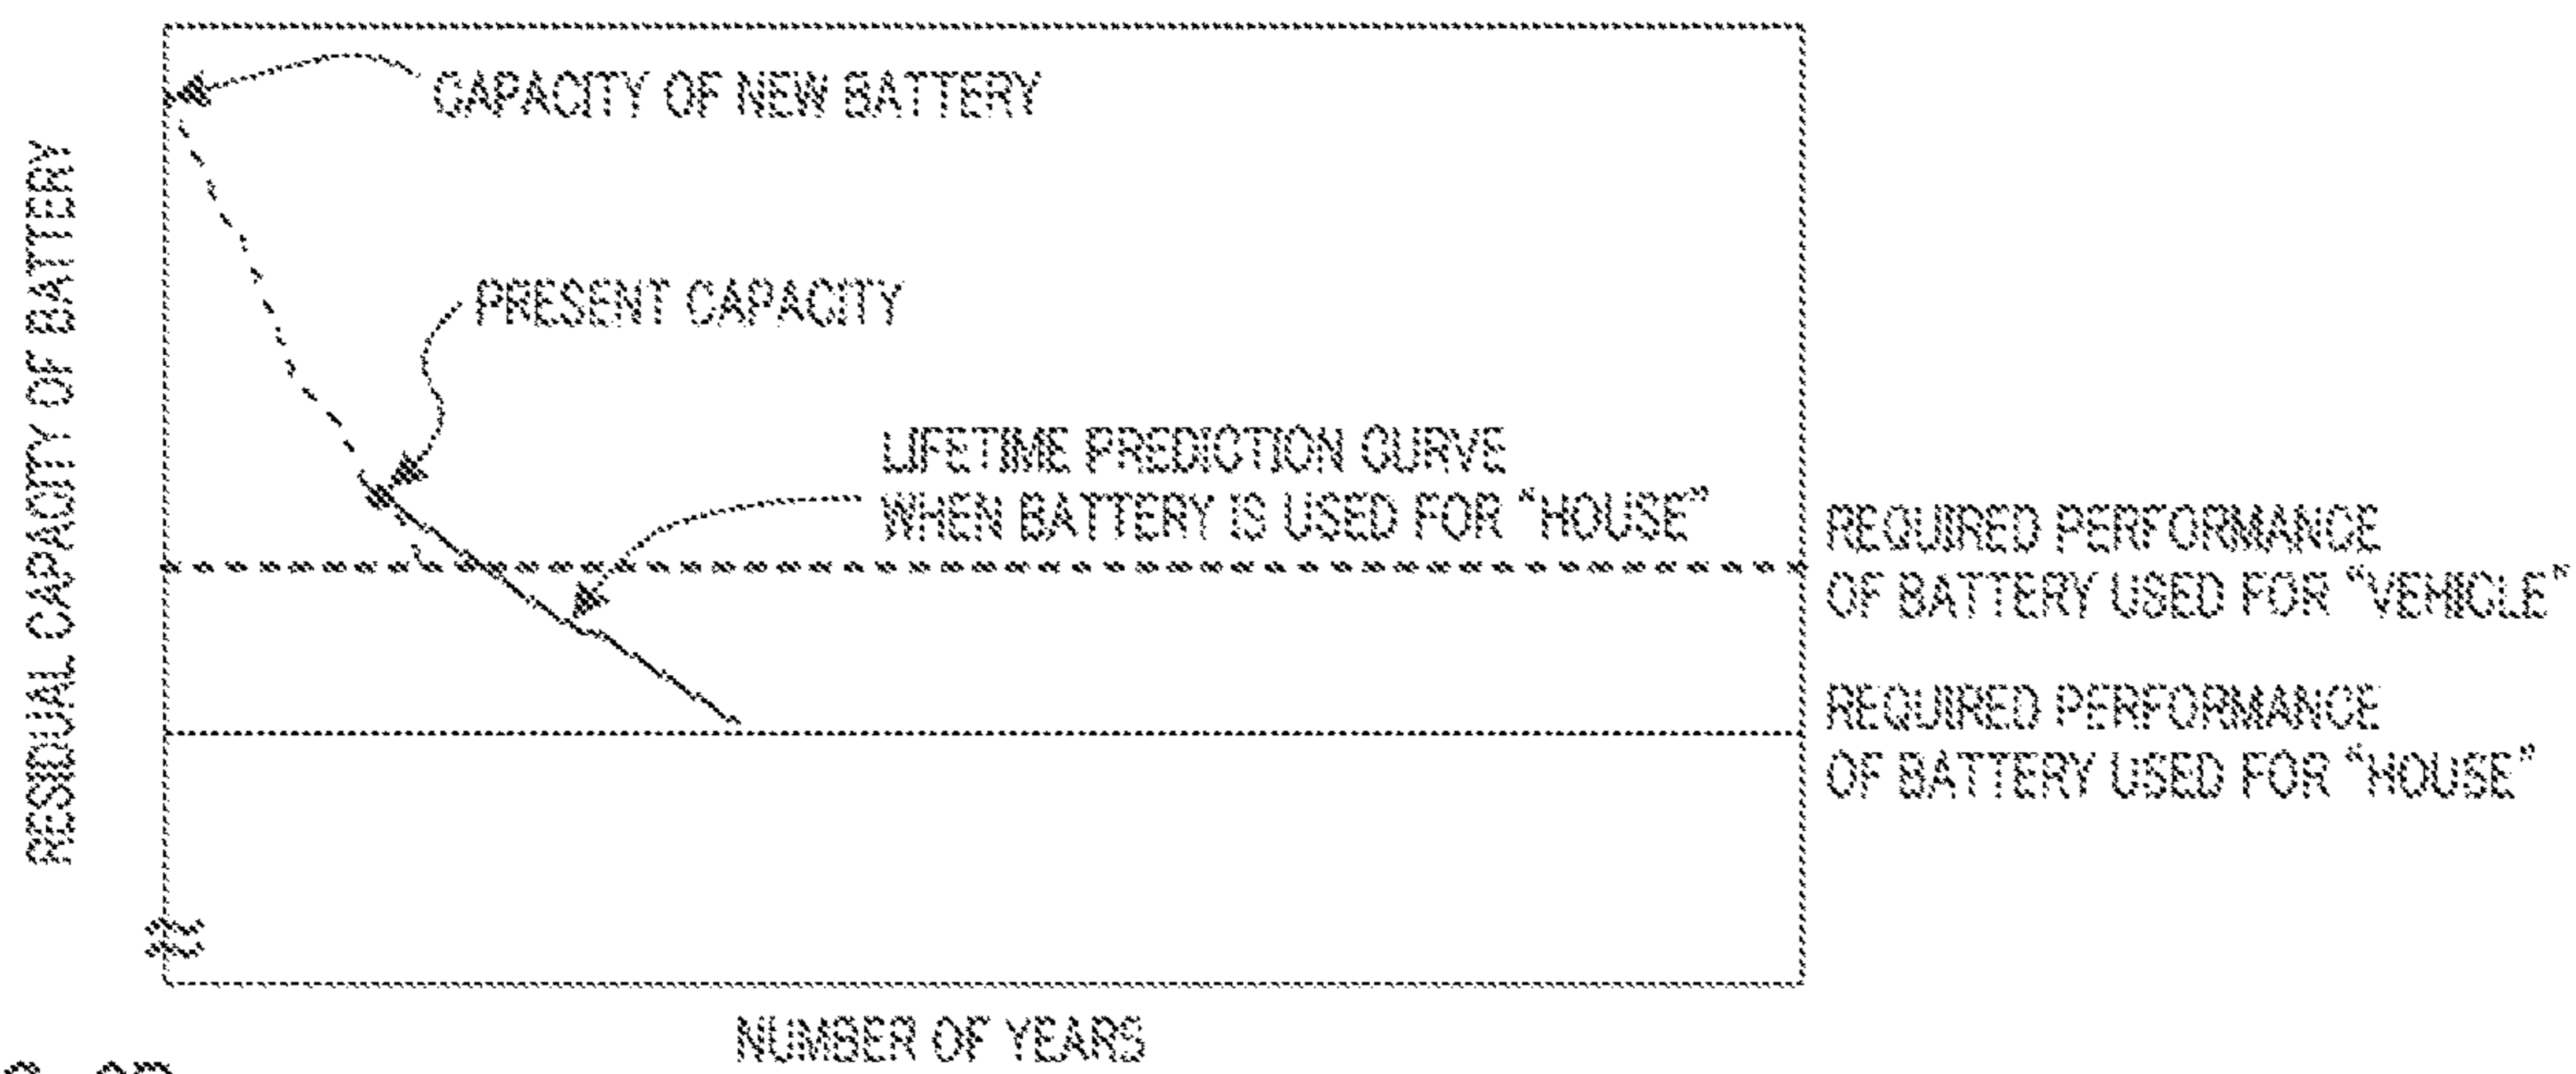 CAPACITY OF NEW BATTERY
RESIDUAL CAPACITY OF BATTERY
PRESENT CAPACITY
LIFETIME PREDICTION CURVE
WHEN BATTERY IS USED FOR “HOUSE”
REQUIRED PERFORMANCE
OF BATTERY USED FOR “VEHICLE”
REQUIRED PERFORMANCE
OF BATTERY USED FOR “HOUSE”
NUMBER OF YEARS